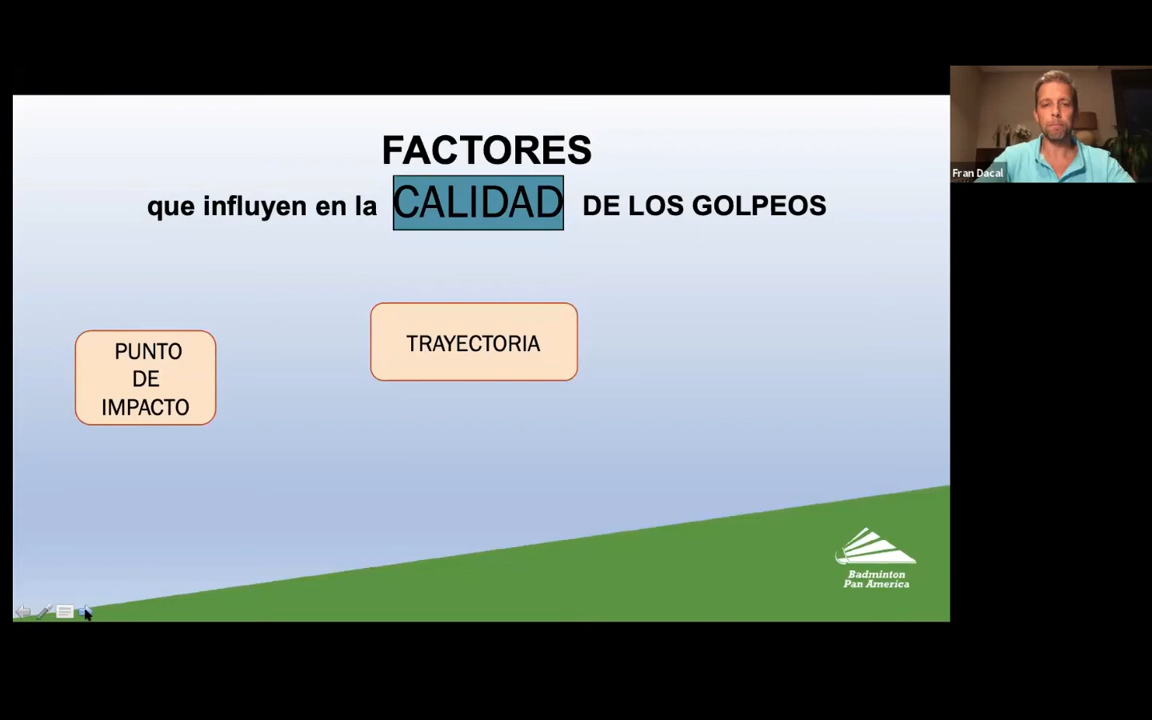 FACTORES
que influyen en la CALIDAD DE LOS GOLPEOS
PUNTO
DE
IMPACTO
TRAYECTORIA
Fran Dacal
Badminton
Pan America